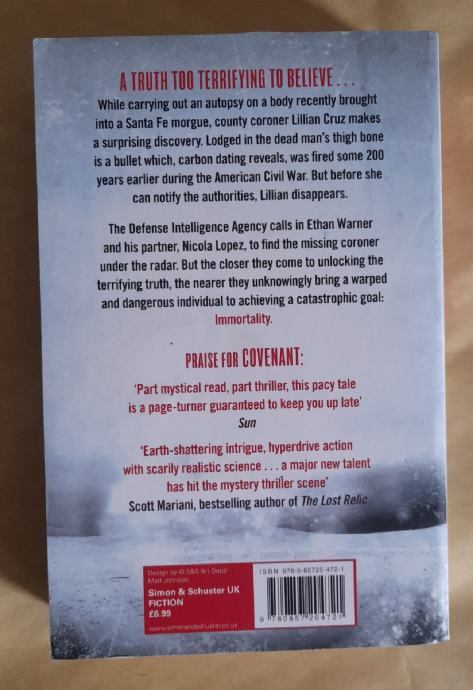 A TRUTH TOO TERRIFYING TO BELIEVE . . .
While carrying out an autopsy on a body recently brought
into a Santa Fe morgue, county coroner Lillian Cruz makes
a surprising discovery. Lodged in the dead man's thigh bone
is a bullet which, carbon dating reveals, was fired some 200
years earlier during the American Civil War. But before she
can notify the authorities, Lillian disappears.
The Defense Intelligence Agency calls in Ethan Warner
and his partner, Nicola Lopez, to find the missing coroner
under the radar. But the closer they come to unlocking the
terrifying truth, the nearer they unknowingly bring a warped
and dangerous individual to achieving a catastrophic goal:
Immortality.
PRAISE FOR COVENANT:
'Part mystical read, part thriller, this pacy tale
is a page-turner guaranteed to keep you up late'
Sun
'Earth-shattering intrigue, hyperdrive action
with scarily realistic science . . . a major new talent
has hit the mystery thriller scene'
Scott Mariani, bestselling author of The Lost Relic
Design by © S&S Art Dept/
Matt Johnson
Simon & Schuster UK
FICTION
£6.99
www.simonandschuster.co.uk
ISBN 978-0-85720-472-1
9 780857 204721